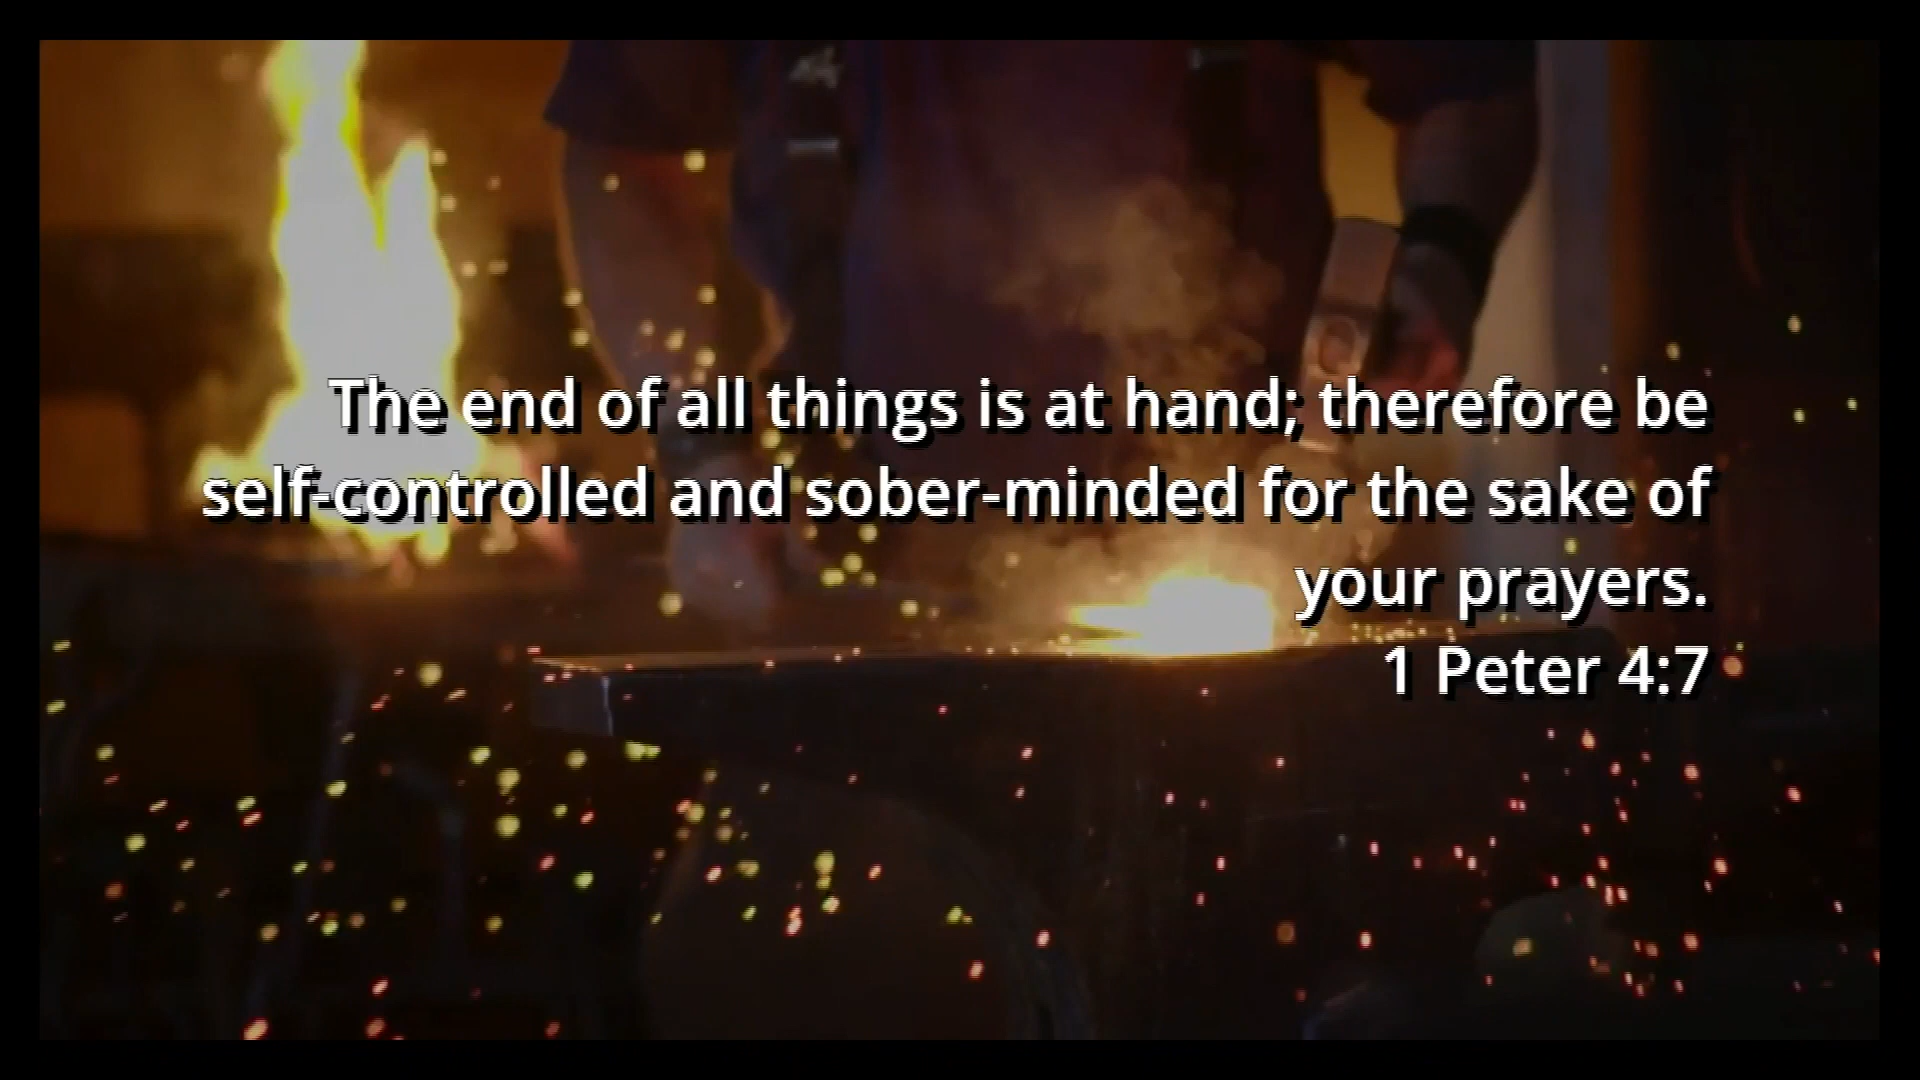 The end of all things is at hand; therefore be
self-controlled and sober-minded for the sake of
your prayers.
1 Peter 4:7